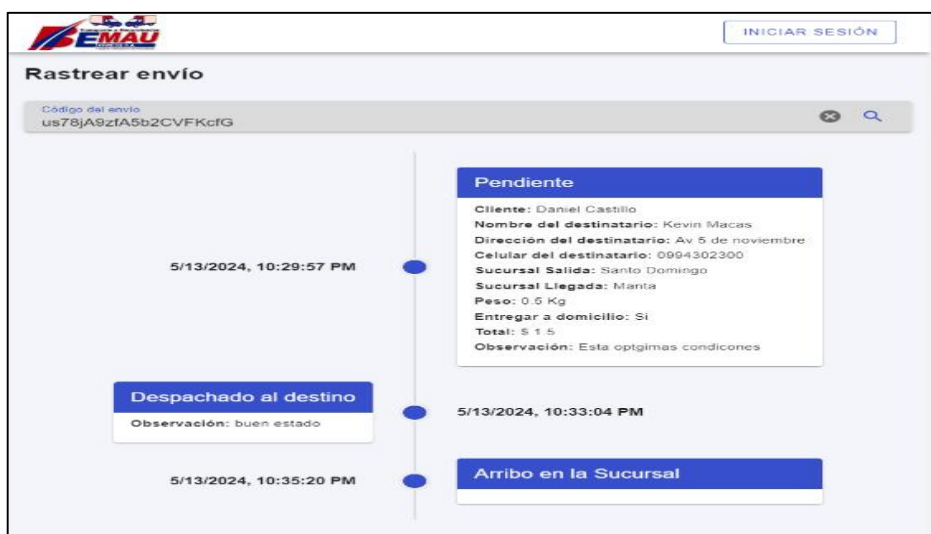 BEMAU
INICIAR SESIÓN
Rastrear envío
Código del envío
us78jA9zfA5b2CVFKcfG
Pendiente
Cliente: Daniel Castillo
Nombre del destinatario: Kevin Macas
Dirección del destinatario: Av 5 de noviembre
5/13/2024, 10:29:57 PM
Celular del destinatario: 0994302300
Sucursal Salida: Santo Domingo
Sucursal Llegada: Manta
Peso: 0.5 Kg
Entregar a domicilio: Si
Total: $ 1.5
Observación: Esta optgimas condicones
Despachado al destino
Observación: buen estado
5/13/2024, 10:33:04 PM
5/13/2024, 10:35:20 PM
Arribo en la Sucursal